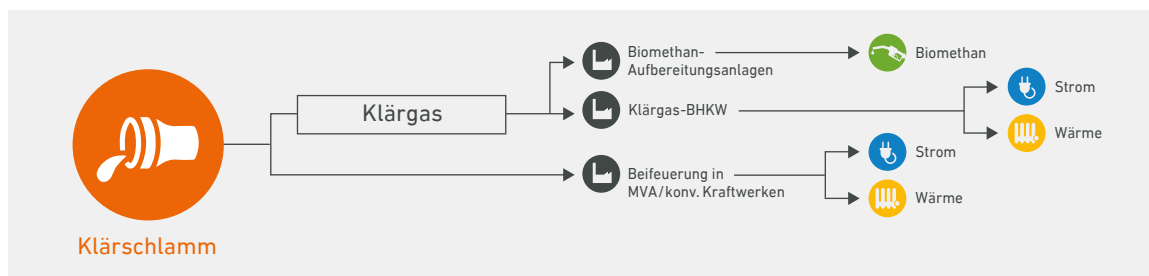 Klärschlamm
Klärgas
Biomethan-
Aufbereitungsanlagen
Biomethan
Klärgas-BHKW
Strom
Wärme
Beifeuerung in
MVA/konv. Kraftwerken
Strom
Wärme